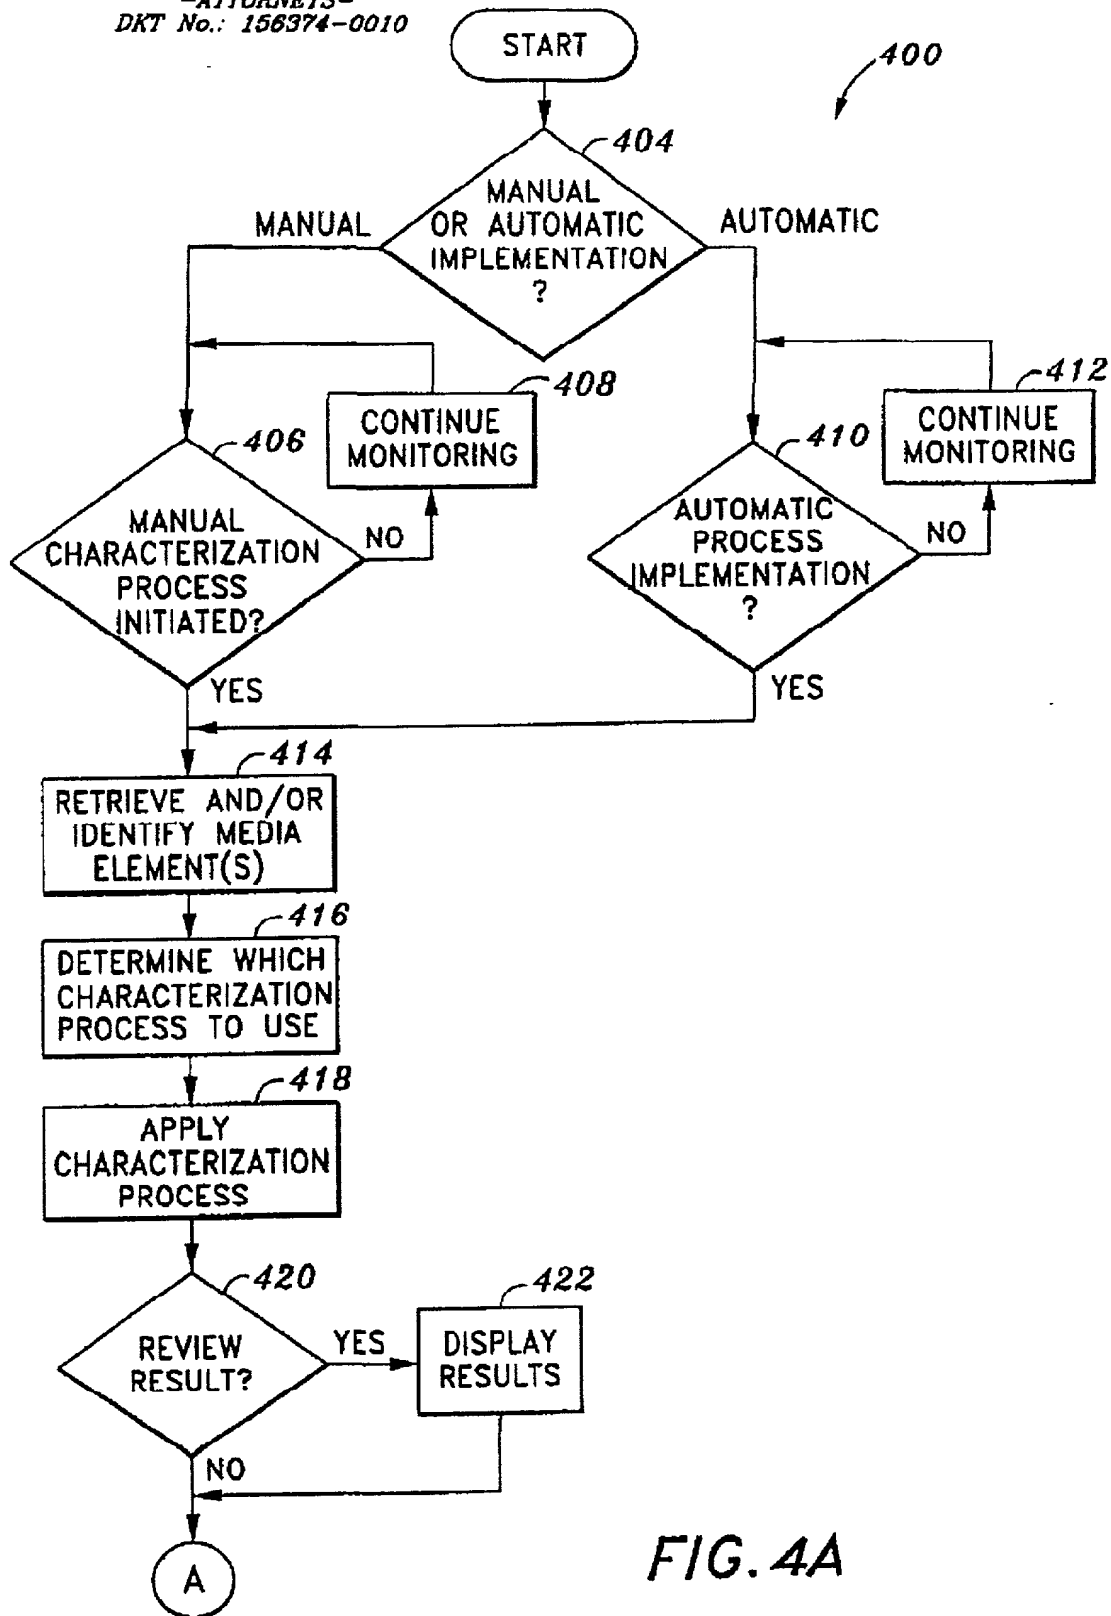 -ATTORNEYS-
DKT No.: 156374-0010
START
400
404
MANUAL
OR AUTOMATIC
IMPLEMENTATION
?
MANUAL
AUTOMATIC
408
CONTINUE
MONITORING
412
CONTINUE
MONITORING
406
MANUAL
CHARACTERIZATION
PROCESS
INITIATED?
NO
YES
410
AUTOMATIC
PROCESS
IMPLEMENTATION
?
NO
YES
414
RETRIEVE AND/OR
IDENTIFY MEDIA
ELEMENT(S)
416
DETERMINE WHICH
CHARACTERIZATION
PROCESS TO USE
418
APPLY
CHARACTERIZATION
PROCESS
420
REVIEW
RESULT?
YES
422
DISPLAY
RESULTS
NO
A
FIG. 4A